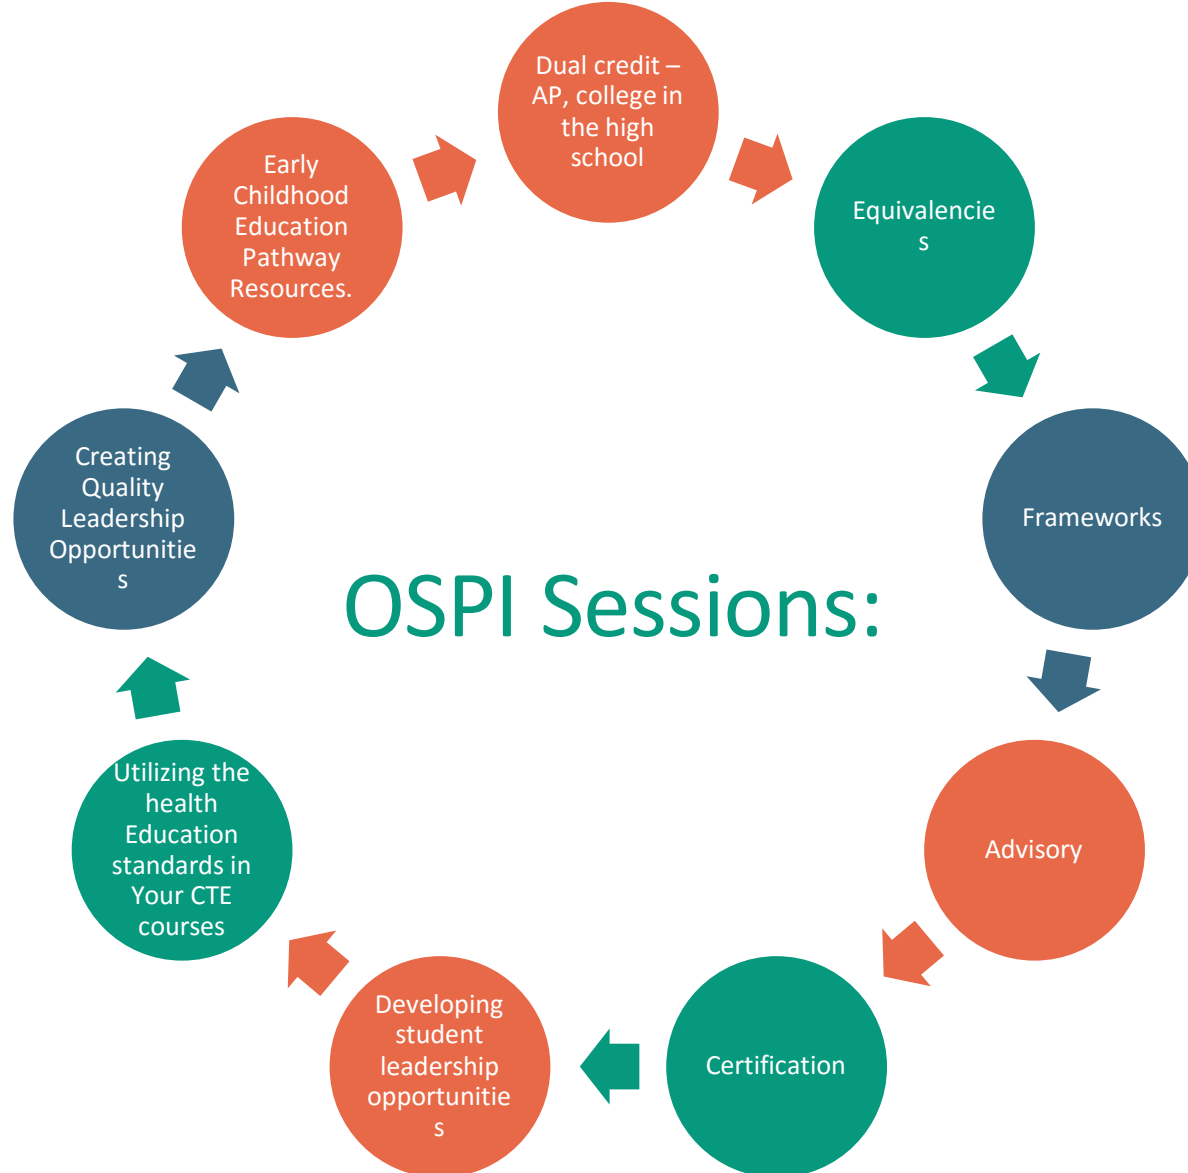 Dual credit –
AP, college in
the high
school
Equivalencie
s
Frameworks
Advisory
Certification
Developing
student
leadership
opportunitie
s
Utilizing the
health
Education
standards in
Your CTE
courses
Creating
Quality
Leadership
Opportunitie
s
Early
Childhood
Education
Pathway
Resources.
OSPI Sessions: